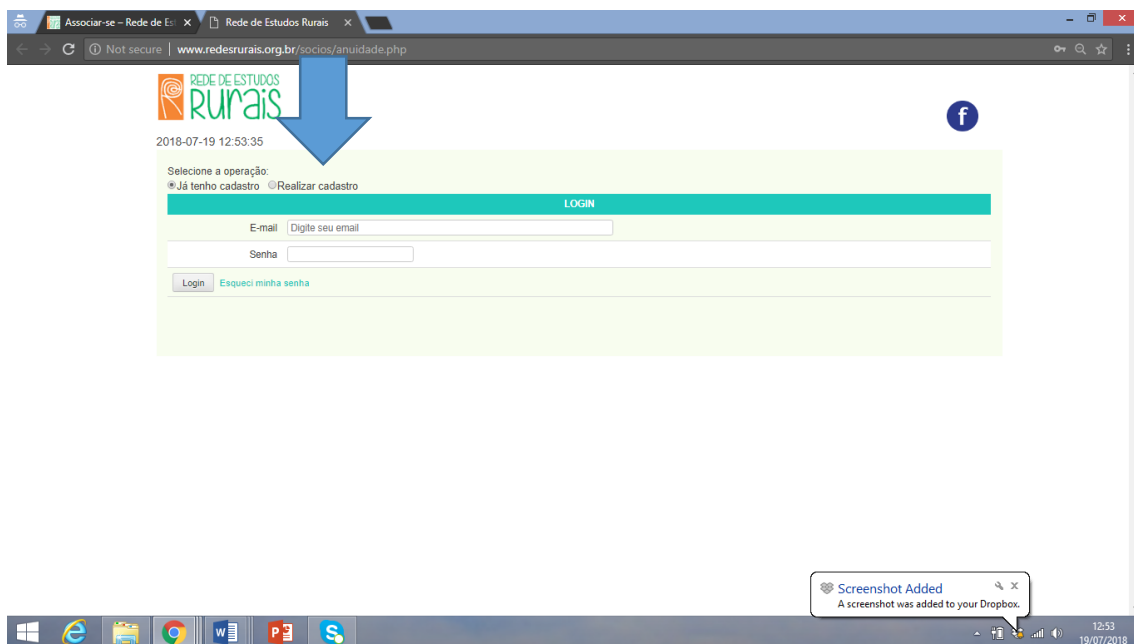 Associar-se – Rede de Es
Rede de Estudos Rurais
Not secure | www.redesrurais.org.br/socios/anuidade.php
REDE DE ESTUDOS
Rurais
f
2018-07-19 12:53:35
Selecione a operação:
Já tenho cadastro Realizar cadastro
LOGIN
E-mail Digite seu email
Senha
Login Esqueci minha senha
Screenshot Added
A screenshot was added to your Dropbox.
12:53
19/07/2018